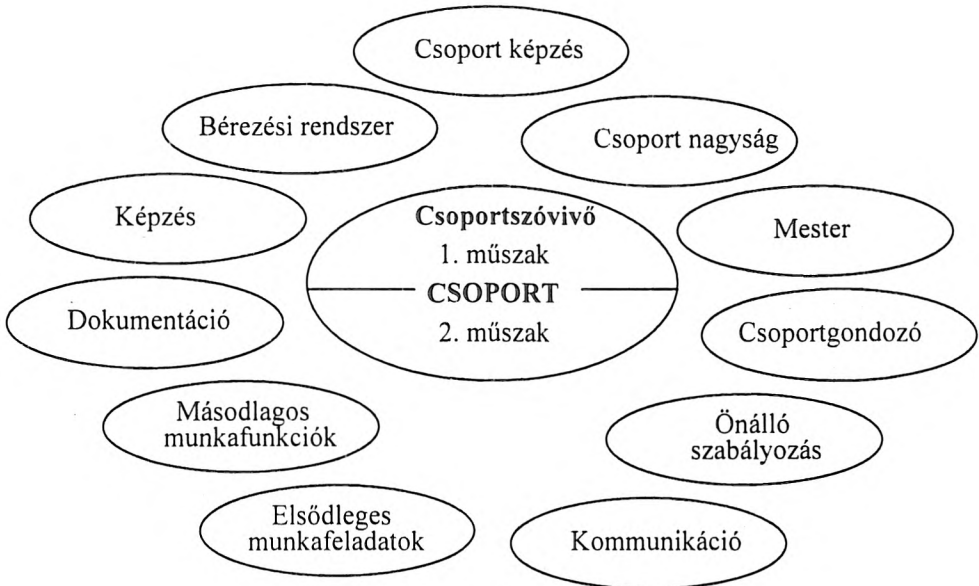 Csoport képzés
Bérezési rendszer
Csoport nagyság
Képzés
Csoportszóvivő
1. műszak
CSOPORT
2. műszak
Mester
Dokumentáció
Csoportgondozó
Másodlagos
munkafunkciók
Önálló
szabályozás
Elsődleges
munkafeladatok
Kommunikáció